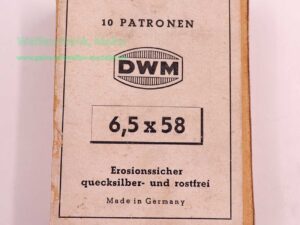 10 PATRONEN
DWM
6,5 x 58
Erosionssicher
quecksilber- und rostfrei
Made in Germany